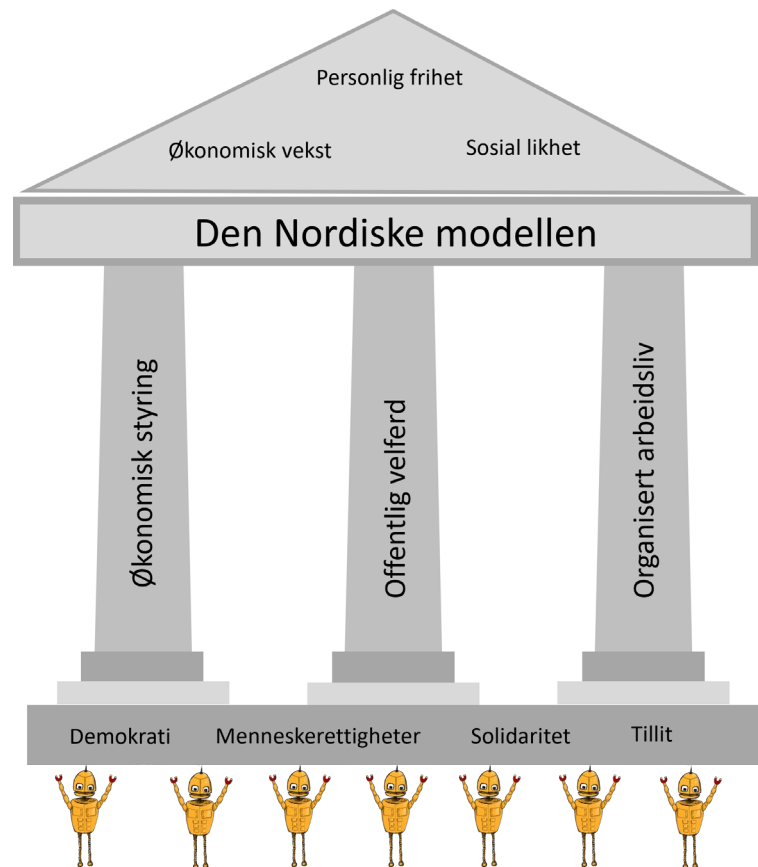 Personlig frihet
Økonomisk vekst
Sosial likhet
Den Nordiske modellen
Økonomisk styring
Offentlig velferd
Organisert arbeidsliv
Demokrati
Menneskerettigheter
Solidaritet
Tillit